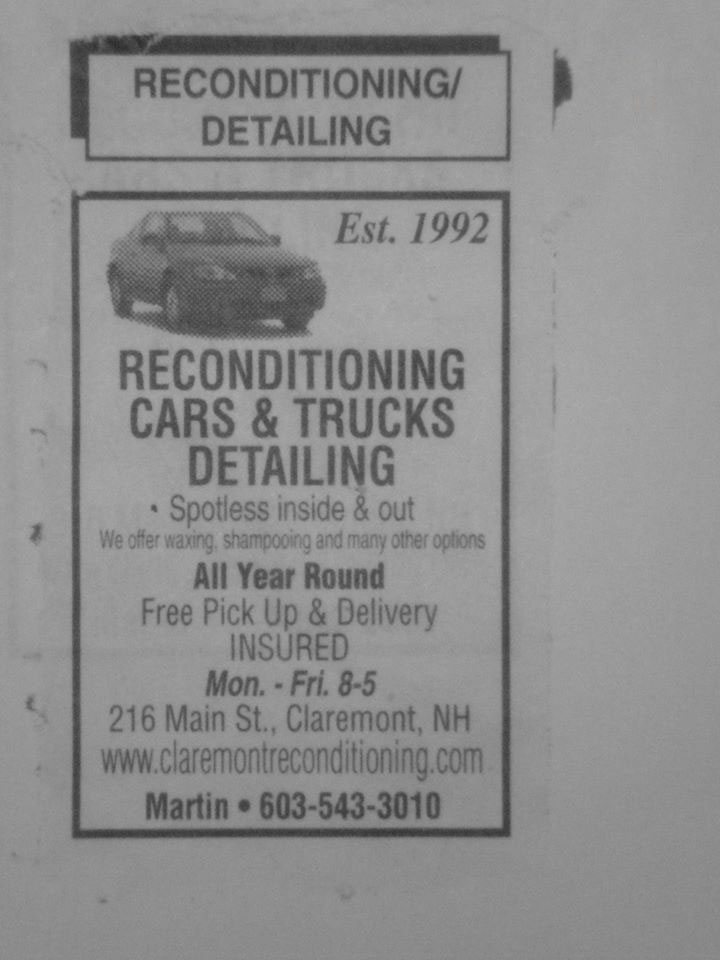 RECONDITIONING/
DETAILING
Est. 1992
RECONDITIONING
CARS & TRUCKS
DETAILING
• Spotless inside & out
We offer waxing, shampooing and many other options
All Year Round
Free Pick Up & Delivery
INSURED
Mon. - Fri. 8-5
216 Main St., Claremont, NH
www.claremontreconditioning.com
Martin • 603-543-3010